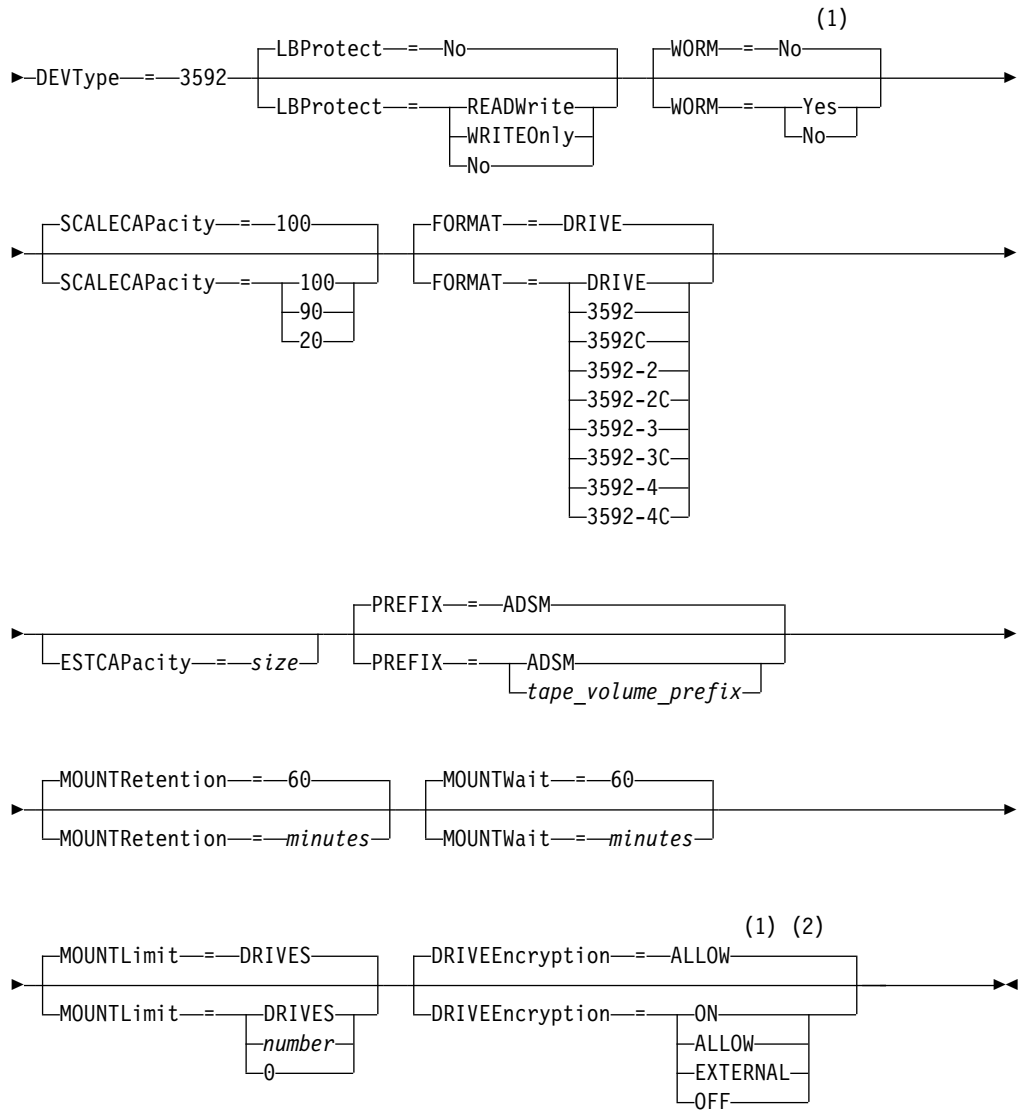 (1)
LBProtect = No WORM = No
DEVType = 3592
LBProtect = READWrite WORM = Yes
WRITEOnly No
No
SCALECAPacity = 100 FORMAT = DRIVE
SCALECAPacity = 100 FORMAT = DRIVE
90 3592
20 3592C
3592-2
3592-2C
3592-3
3592-3C
3592-4
3592-4C
PREFIX = ADSM
ESTCAPacity = size PREFIX = ADSM
tape_volume_prefix
MOUNTRetention = 60 MOUNTWait = 60
MOUNTRetention = minutes MOUNTWait = minutes
(1) (2)
MOUNTLimit = DRIVES DRIVEEncryption = ALLOW
MOUNTLimit = DRIVES DRIVEEncryption = ON
number ALLOW
0 EXTERNAL
OFF